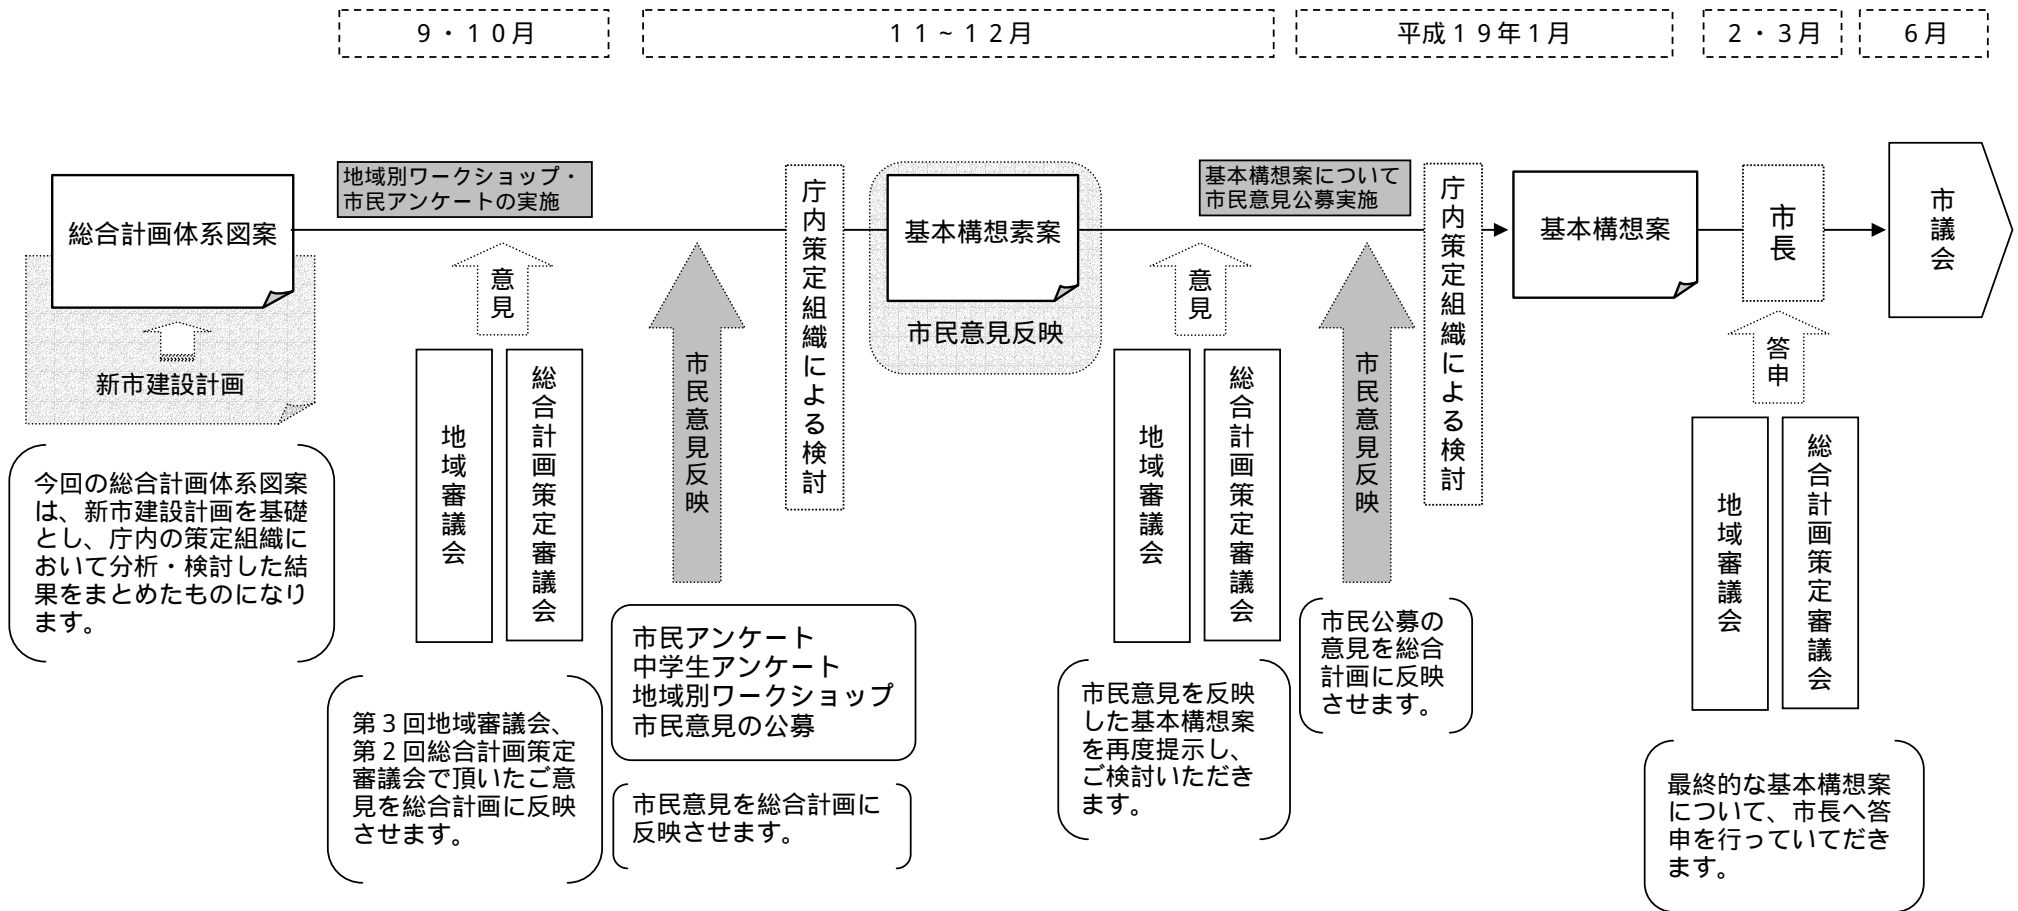 ９・１０月
１１～１２月
平成１９年１月
２・３月
６月
総合計画体系図案
新市建設計画
今回の総合計画体系図案
は、新市建設計画を基礎
とし、庁内の策定組織に
おいて分析・検討した結
果をまとめたものになり
ます。
地域別ワークショップ・
市民アンケートの実施
意見
地域審議会
総合計画策定審議会
第３回地域審議会、
第２回総合計画策定
審議会で頂いたご意
見を総合計画に反映
させます。
市民意見反映
市民アンケート
中学生アンケート
地域別ワークショップ
市民意見の公募
市民意見を総合計画に
反映させます。
庁内策定組織による検討
基本構想素案
市民意見反映
基本構想案について
市民意見公募実施
意見
地域審議会
総合計画策定審議会
市民意見を反映
した基本構想案
を再度提示し、
ご検討いただき
ます。
市民意見反映
市民公募の
意見を総合
計画に反映
させます。
庁内策定組織による検討
基本構想案
市長
答申
地域審議会
総合計画策定審議会
最終的な基本構想案
について、市長へ答
申を行っていてだき
ます。
市議会